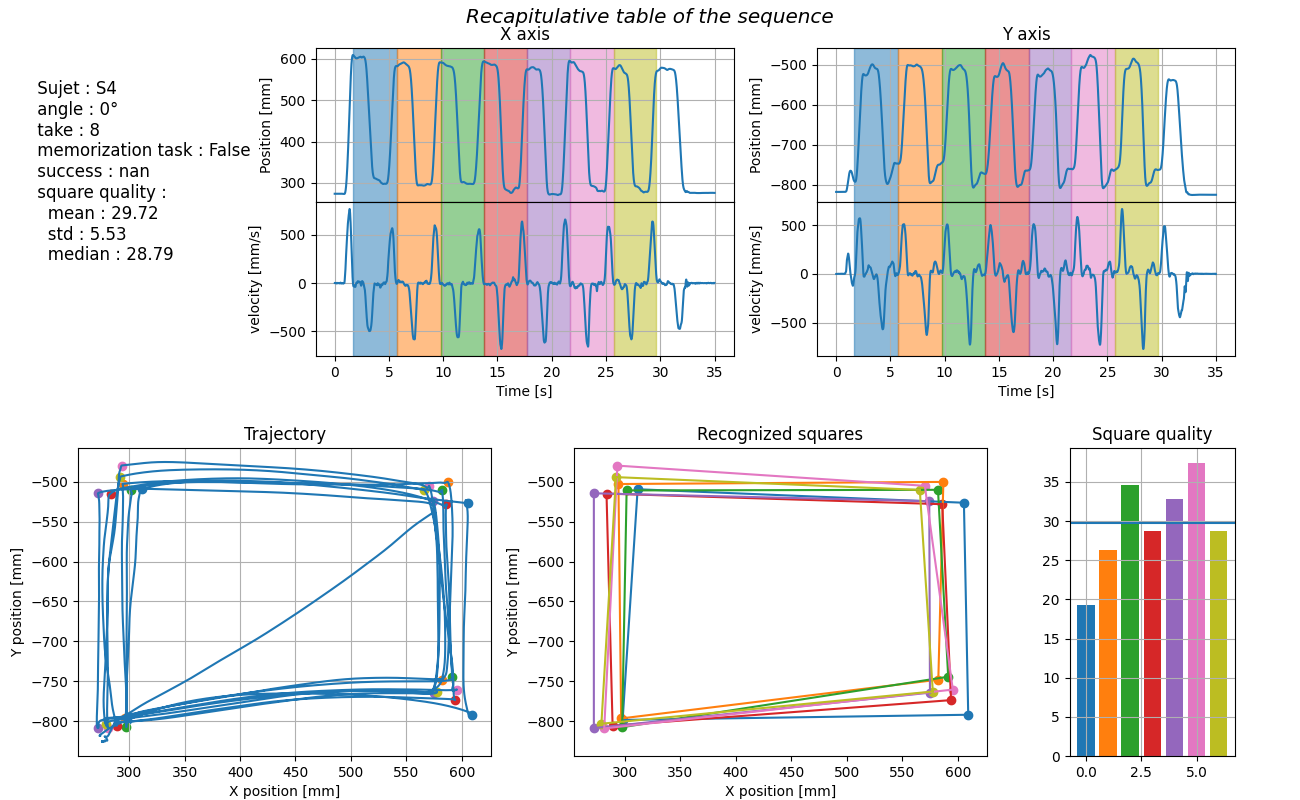 Recapitulative table of the sequence
Sujet : S4
angle : 0°
take : 8
memorization task : False
success : nan
square quality :
mean : 29.72
std : 5.53
median : 28.79
X axis
Position [mm]
600
500
400
300
velocity [mm/s]
500
0
−500
0 5 10 15 20 25 30 35
Time [s]
Y axis
Position [mm]
−500
−600
−700
−800
velocity [mm/s]
500
0
−500
0 5 10 15 20 25 30 35
Time [s]
Trajectory
Y position [mm]
−500
−550
−600
−650
−700
−750
−800
300 350 400 450 500 550 600
X position [mm]
Recognized squares
Y position [mm]
−500
−550
−600
−650
−700
−750
−800
300 350 400 450 500 550 600
X position [mm]
Square quality
35
30
25
20
15
10
5
0
0.0 2.5 5.0